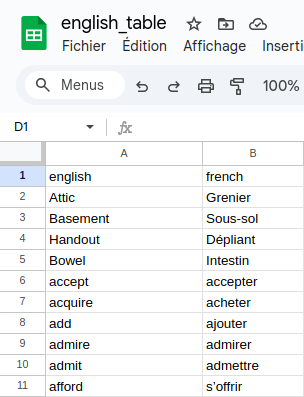 english_table
Fichier Édition Affichage Inserti
Menus 100%
D1 fx
A B
1 english french
2 Attic Grenier
3 Basement Sous-sol
4 Handout Dépliant
5 Bowel Intestin
6 accept accepter
7 acquire acheter
8 add ajouter
9 admire admirer
10 admit admettre
11 afford s'offrir